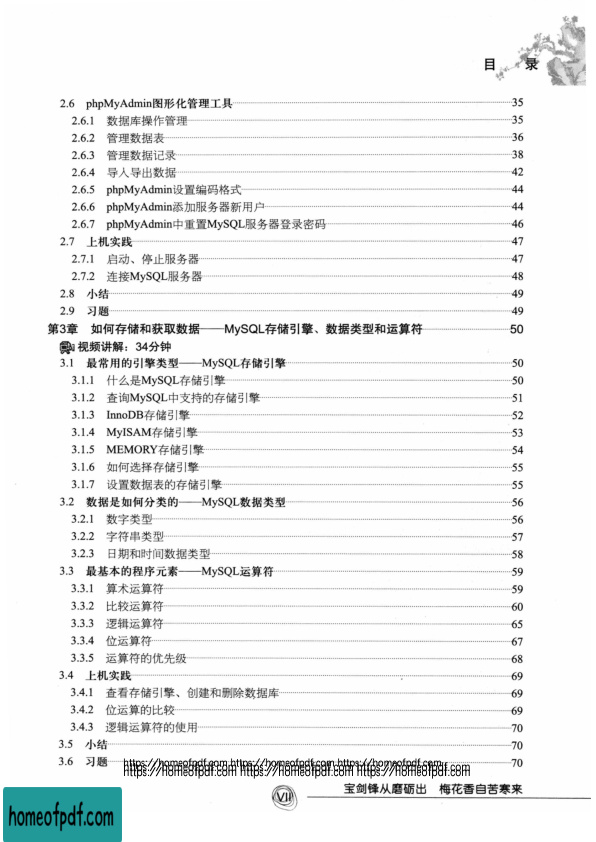 目 录
2.6 phpMyAdmin图形化管理工具 35
2.6.1 数据库操作管理 35
2.6.2 管理数据表 36
2.6.3 管理数据记录 38
2.6.4 导入导出数据 42
2.6.5 phpMyAdmin设置编码格式 44
2.6.6 phpMyAdmin添加服务器新用户 44
2.6.7 phpMyAdmin中重置MySQL服务器登录密码 46
2.7 上机实践 47
2.7.1 启动、停止服务器 47
2.7.2 连接MySQL服务器 48
2.8 小结 49
2.9 习题 49
第3章 如何存储和获取数据——MySQL存储引擎、数据类型和运算符 50
视频讲解：34分钟
3.1 最常用的引擎类型——MySQL存储引擎 50
3.1.1 什么是MySQL存储引擎 50
3.1.2 查询MySQL中支持的存储引擎 51
3.1.3 InnoDB存储引擎 52
3.1.4 MyISAM存储引擎 53
3.1.5 MEMORY存储引擎 54
3.1.6 如何选择存储引擎 55
3.1.7 设置数据表的存储引擎 55
3.2 数据是如何分类的——MySQL数据类型 56
3.2.1 数字类型 56
3.2.2 字符串类型 57
3.2.3 日期和时间数据类型 58
3.3 最基本的程序元素——MySQL运算符 59
3.3.1 算术运算符 59
3.3.2 比较运算符 60
3.3.3 逻辑运算符 65
3.3.4 位运算符 67
3.3.5 运算符的优先级 68
3.4 上机实践 69
3.4.1 查看存储引擎、创建和删除数据库 69
3.4.2 位运算的比较 69
3.4.3 逻辑运算符的使用 70
3.5 小结 70
3.6 习题 70
https://homeofpdf.com https://homeofpdf.com https://homeofpdf.com
https://homeofpdf.com https://homeofpdf.com https://homeofpdf.com
宝剑锋从磨砺出 梅花香自苦寒来
VII
homeofpdf.com